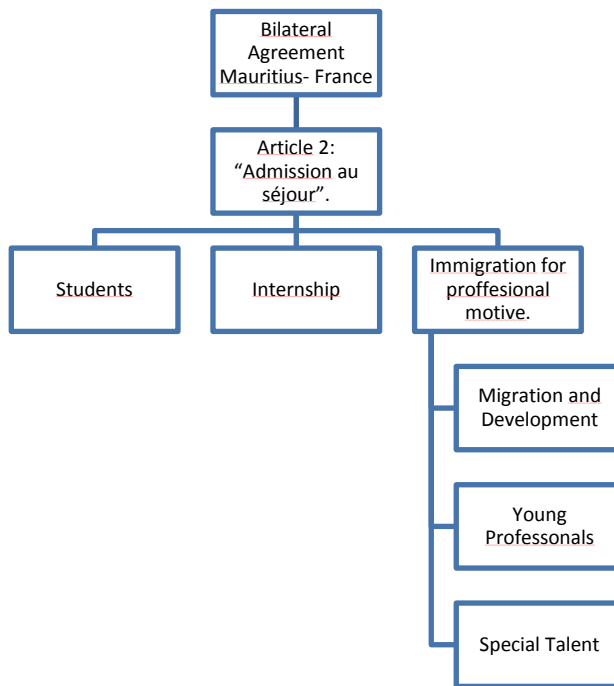 Bilateral
Agreement
Mauritius- France
Article 2:
“Admission au
séjour”.
Students
Internship
Immigration for
proffesional
motive.
Migration and
Development
Young
Professonals
Special Talent